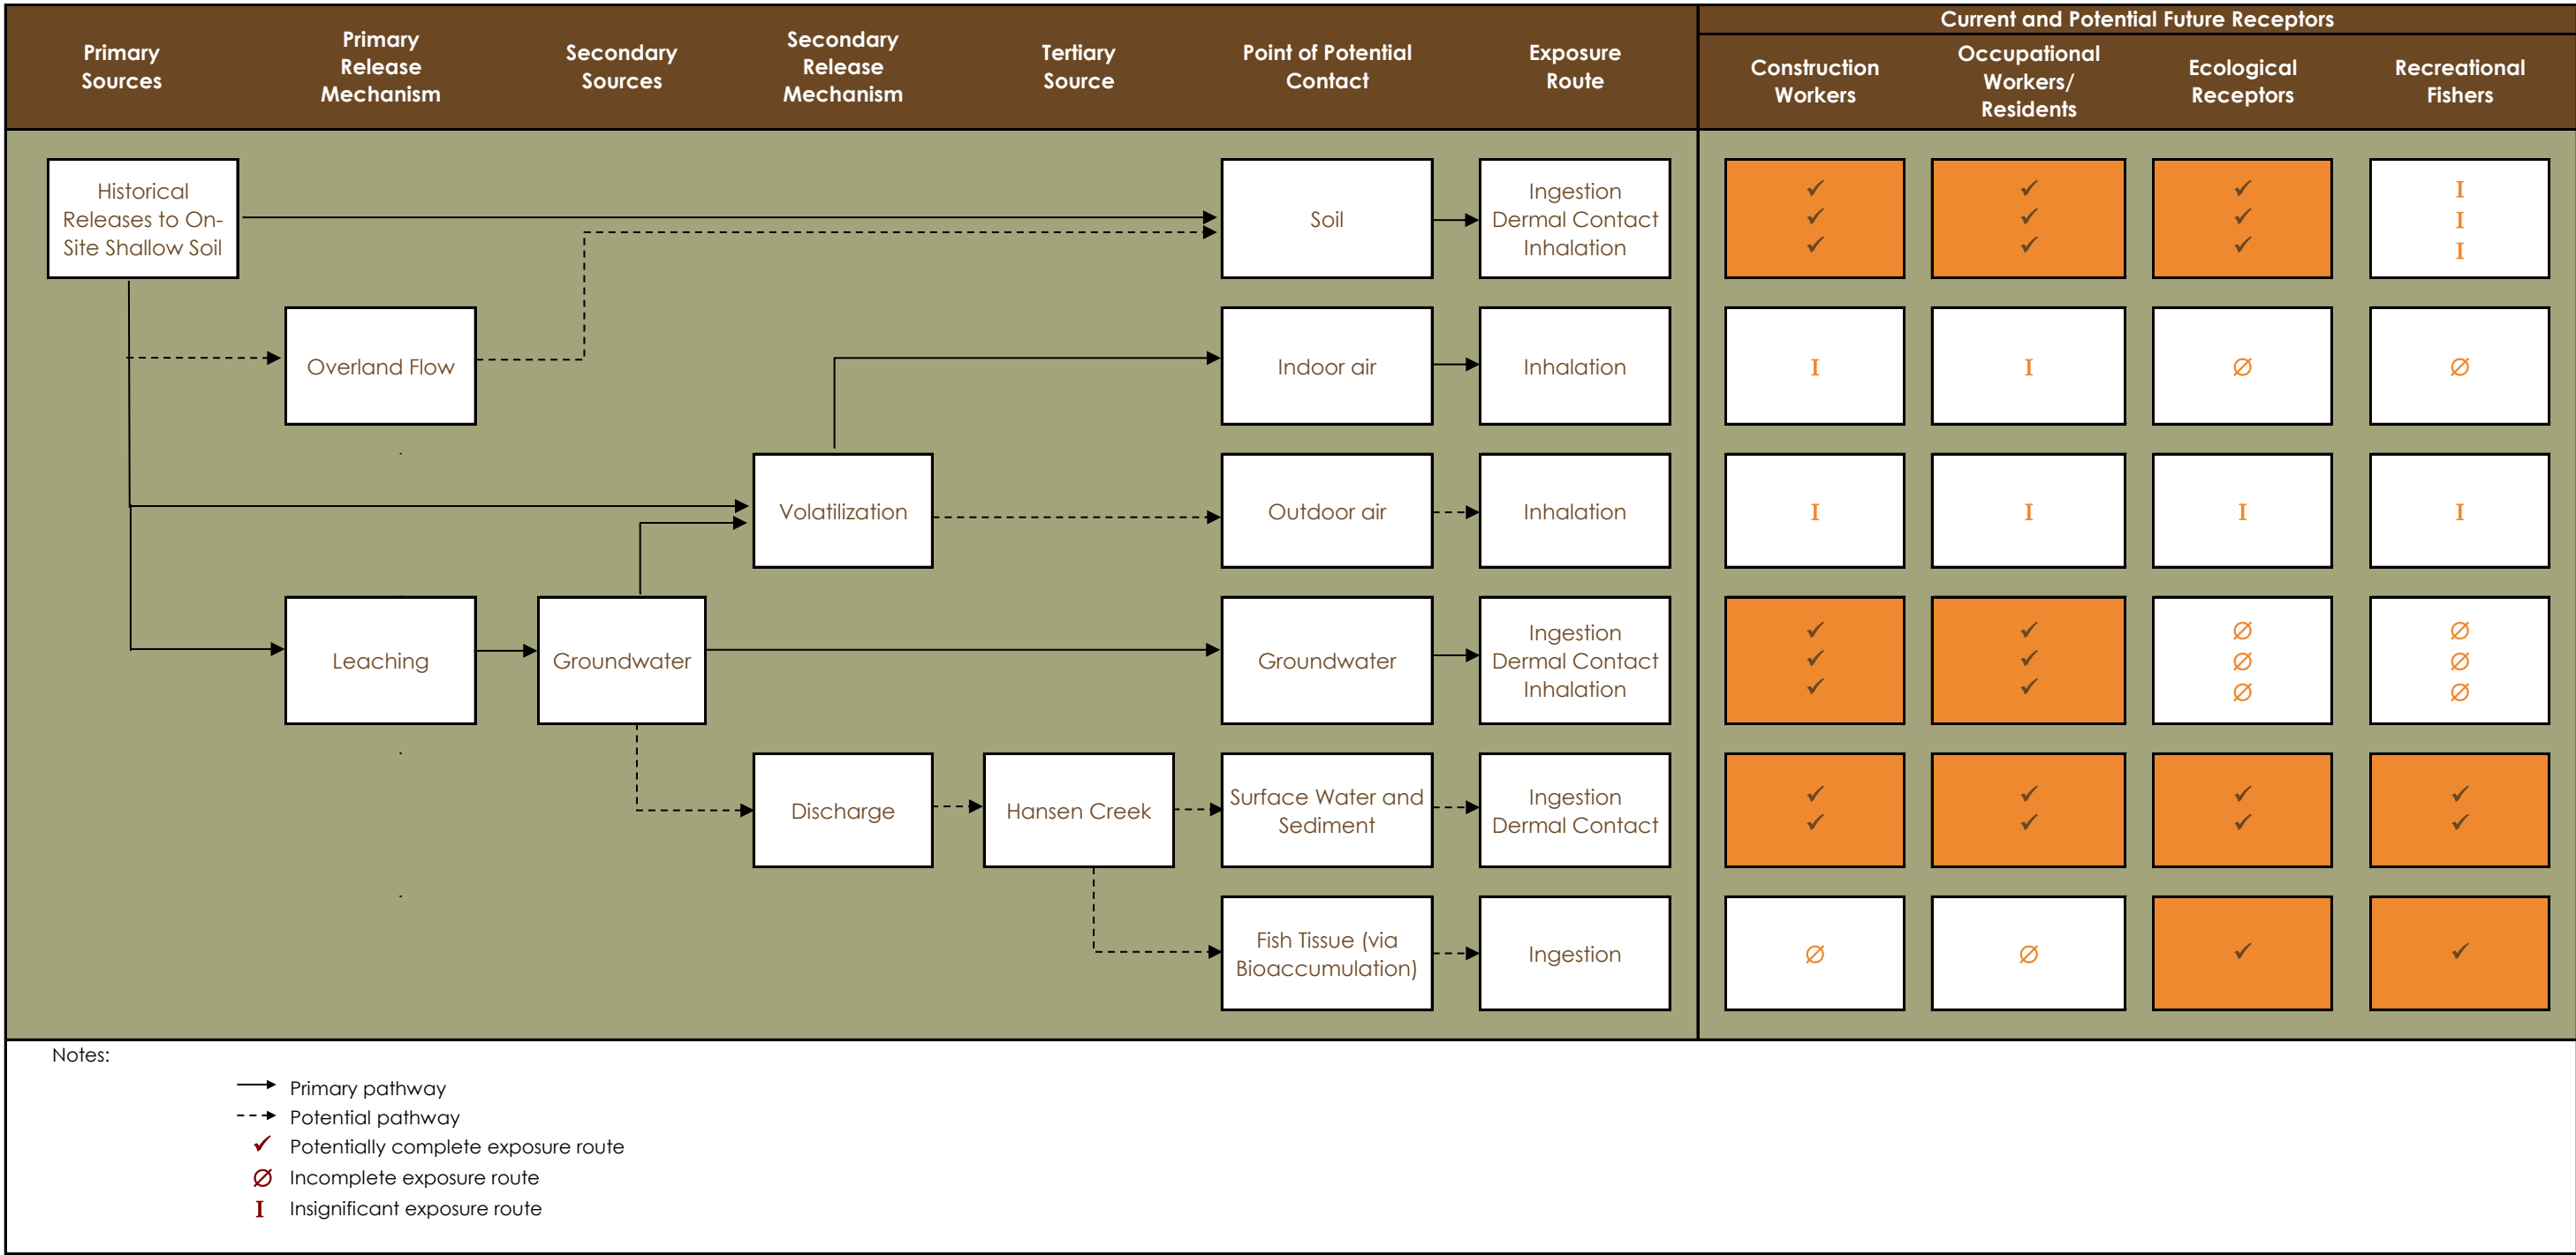 Current and Potential Future Receptors
Primary
Sources
Primary
Release
Mechanism
Secondary
Sources
Secondary
Release
Mechanism
Tertiary
Source
Point of Potential
Contact
Exposure
Route
Construction
Workers
Occupational
Workers/
Residents
Ecological
Receptors
Recreational
Fishers
Historical
Releases to On-
Site Shallow Soil
Soil
Ingestion
Dermal Contact
Inhalation
✓
✓
✓
✓
✓
✓
✓
✓
✓
I
I
I
Overland Flow
Indoor air
Inhalation
I
I
∅
∅
Volatilization
Outdoor air
Inhalation
I
I
I
I
Leaching
Groundwater
Groundwater
Ingestion
Dermal Contact
Inhalation
✓
✓
✓
✓
✓
✓
∅
∅
∅
∅
∅
∅
Discharge
Hansen Creek
Surface Water and
Sediment
Ingestion
Dermal Contact
✓
✓
✓
✓
✓
✓
✓
✓
Fish Tissue (via
Bioaccumulation)
Ingestion
∅
∅
✓
✓
Notes:
Primary pathway
Potential pathway
✓ Potentially complete exposure route
∅ Incomplete exposure route
I Insignificant exposure route